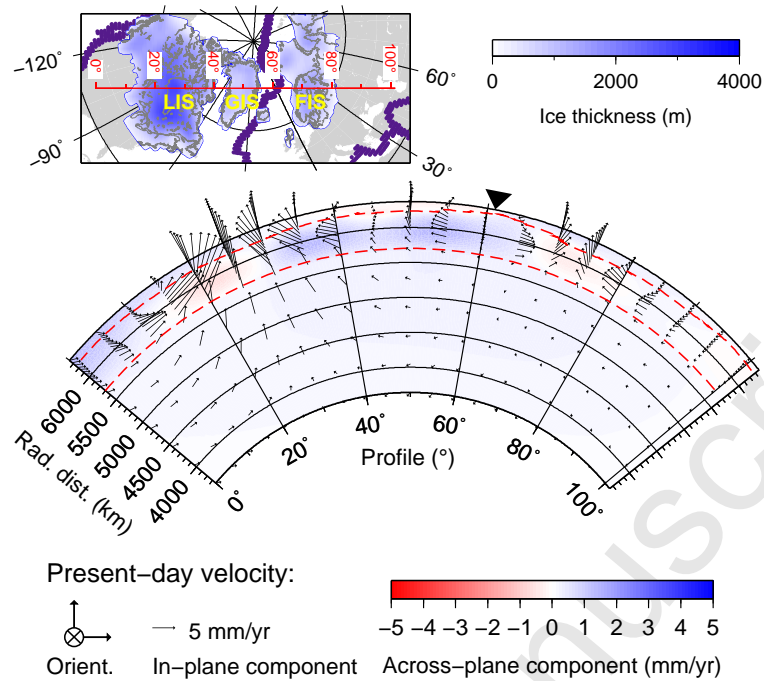 −120° 0° 20° 40° 60° 80° 100° 60°
LIS GIS FIS
−90° 30°
0 2000 4000
Ice thickness (m)
6000 5500 5000 4500 4000
Rad. dist. (km)
0° 20° 40° 60° 80° 100°
Profile (°)
Present−day velocity:
5 mm/yr
−5 −4 −3 −2 −1 0 1 2 3 4 5
Orient. In−plane component Across−plane component (mm/yr)
nuscri